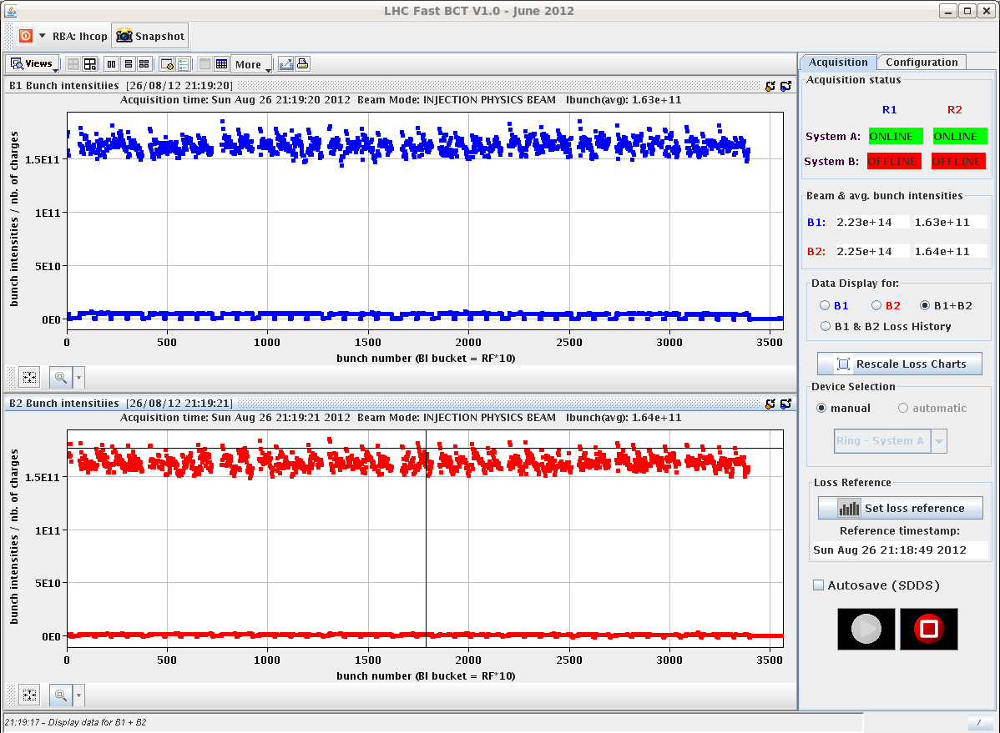 LHC Fast BCT V1.0 - June 2012
RBA: lhcop Snapshot
Views More
B1 Bunch intensitiies [26/08/12 21:19:20]
Acquisition time: Sun Aug 26 21:19:20 2012 Beam Mode: INJECTION PHYSICS BEAM Ibunch(avg): 1.63e+11
bunch intensities / nb. of charges
1.5E11
1E11
5E10
0E0
0 500 1000 1500 2000 2500 3000 3500
bunch number (BI bucket = RF*10)
B2 Bunch intensitiies [26/08/12 21:19:21]
Acquisition time: Sun Aug 26 21:19:21 2012 Beam Mode: INJECTION PHYSICS BEAM Ibunch(avg): 1.64e+11
bunch intensities / nb. of charges
1.5E11
1E11
5E10
0E0
0 500 1000 1500 2000 2500 3000 3500
bunch number (BI bucket = RF*10)
21:19:17 - Display data for B1 + B2
Acquisition Configuration
Acquisition status
R1 R2
System A: ONLINE ONLINE
System B: OFFLINE OFFLINE
Beam & avg. bunch intensities
B1: 2.23e+14 1.63e+11
B2: 2.25e+14 1.64e+11
Data Display for:
B1 B2 B1+B2
B1 & B2 Loss History
Rescale Loss Charts
Device Selection
manual automatic
Ring - System A
Loss Reference
Set loss reference
Reference timestamp:
Sun Aug 26 21:18:49 2012
Autosave (SDDS)